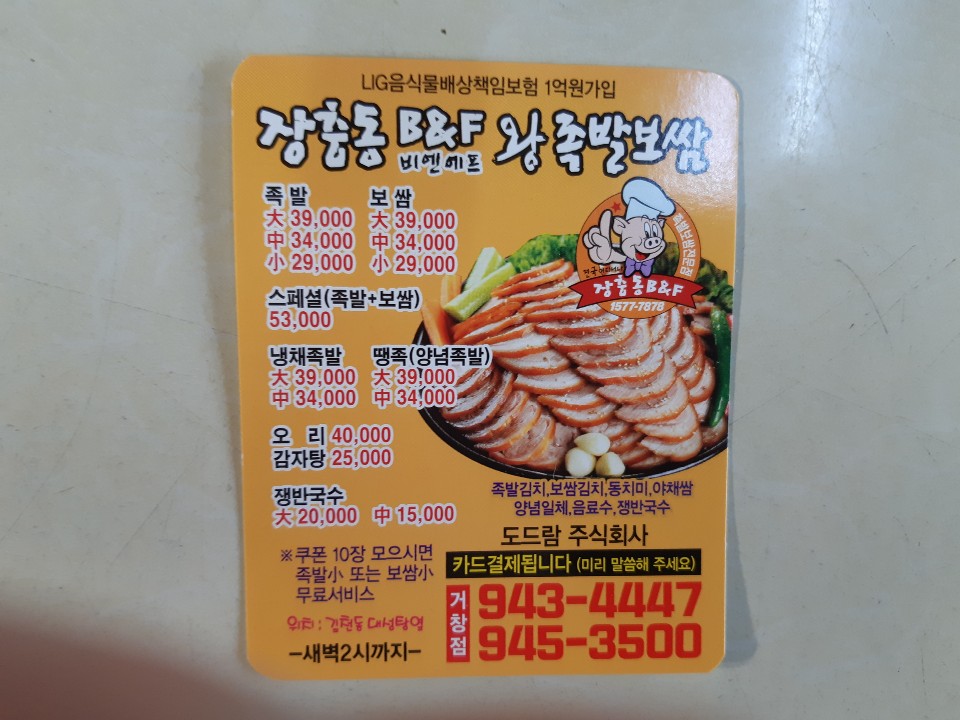 LIG음식물배상책임보험 1억원가입
장충동 B&F 왕족발보쌈
비엔에프
족발
大 39,000
中 34,000
小 29,000
보쌈
大 39,000
中 34,000
小 29,000
족발보쌈전문점
장충동B&F
1577-7878
스페셜(족발+보쌈)
53,000
냉채족발
大 39,000
中 34,000
땡족(양념족발)
大 39,000
中 34,000
오 리 40,000
감자탕 25,000
쟁반국수
大 20,000 中 15,000
족발김치,보쌈김치,동치미,야채쌈
양념일체,음료수,쟁반국수
도드람 주식회사
카드결제됩니다 (미리 말씀해 주세요)
※쿠폰 10장 모으시면
족발小 또는 보쌈小
무료서비스
위치 : 김천동 대성탕옆
-새벽2시까지-
거창점
943-4447
945-3500